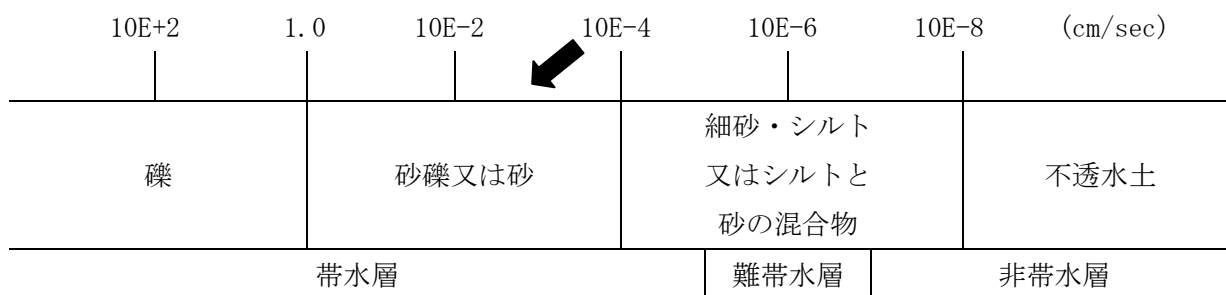 10E+2 1.0 10E-2 10E-4 10E-6 10E-8 (cm/sec)
礫
砂礫又は砂
細砂・シルト
又はシルトと
砂の混合物
不透水土
帯水層 難帯水層 非帯水層